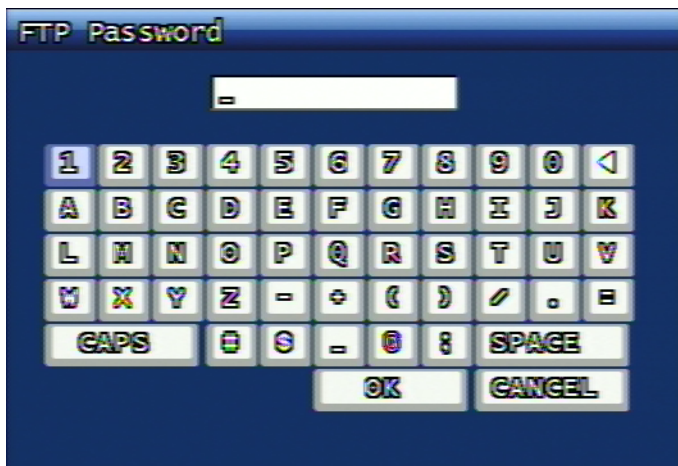 FTP Password
_
1 2 3 4 5 6 7 8 9 0 ◁
A B C D E F G H I J K
L M N O P Q R S T U V
W X Y Z - + ( ) / . =
CAPS _ @ : SPACE
OK CANCEL